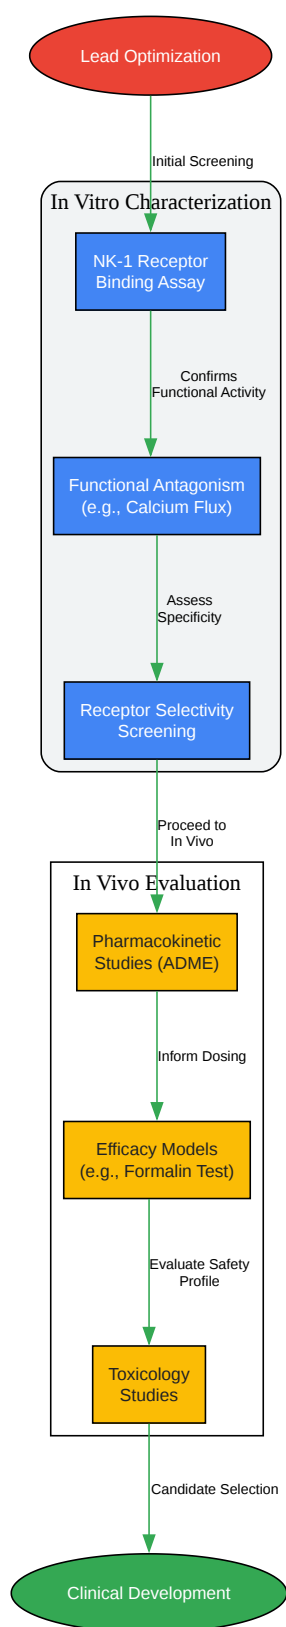 Lead Optimization
Initial Screening
In Vitro Characterization
NK-1 Receptor
Binding Assay
Confirms
Functional Activity
Functional Antagonism
(e.g., Calcium Flux)
Assess
Specificity
Receptor Selectivity
Screening
Proceed to
In Vivo
In Vivo Evaluation
Pharmacokinetic
Studies (ADME)
Inform Dosing
Efficacy Models
(e.g., Formalin Test)
Evaluate Safety
Profile
Toxicology
Studies
Candidate Selection
Clinical Development